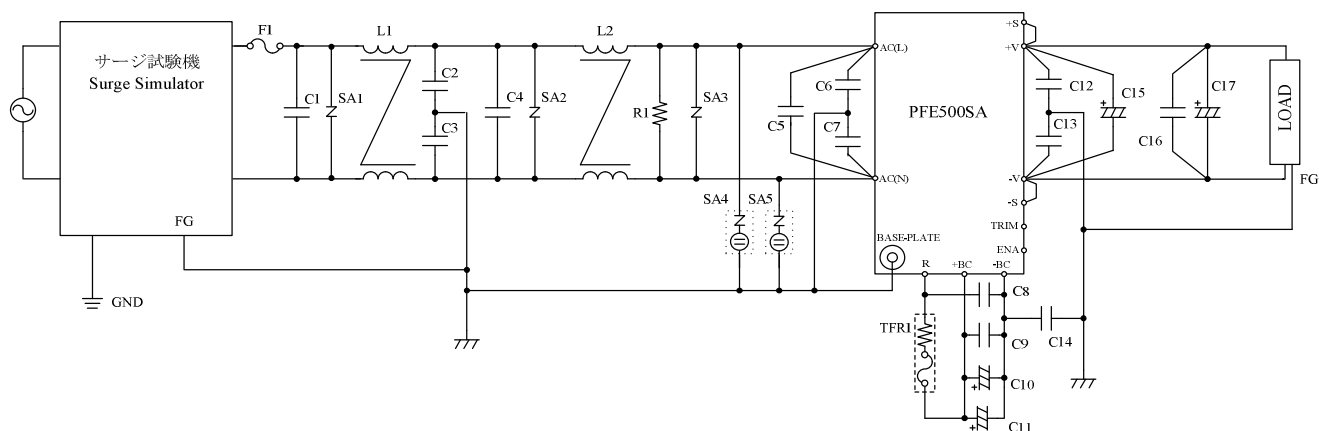 サージ試験機
Surge Simulator
FG
GND
F1
L1
C1
SA1
C2
C3
C4
SA2
L2
R1
SA3
SA4
SA5
C5
C6
C7
AC(L)
AC(N)
PFE500SA
BASE-PLATE
R
+BC
-BC
+S
+V
-V
-S
TRIM
ENA
TFR1
C8
C9
C10
C11
C14
C12
C13
C15
C16
C17
LOAD
FG